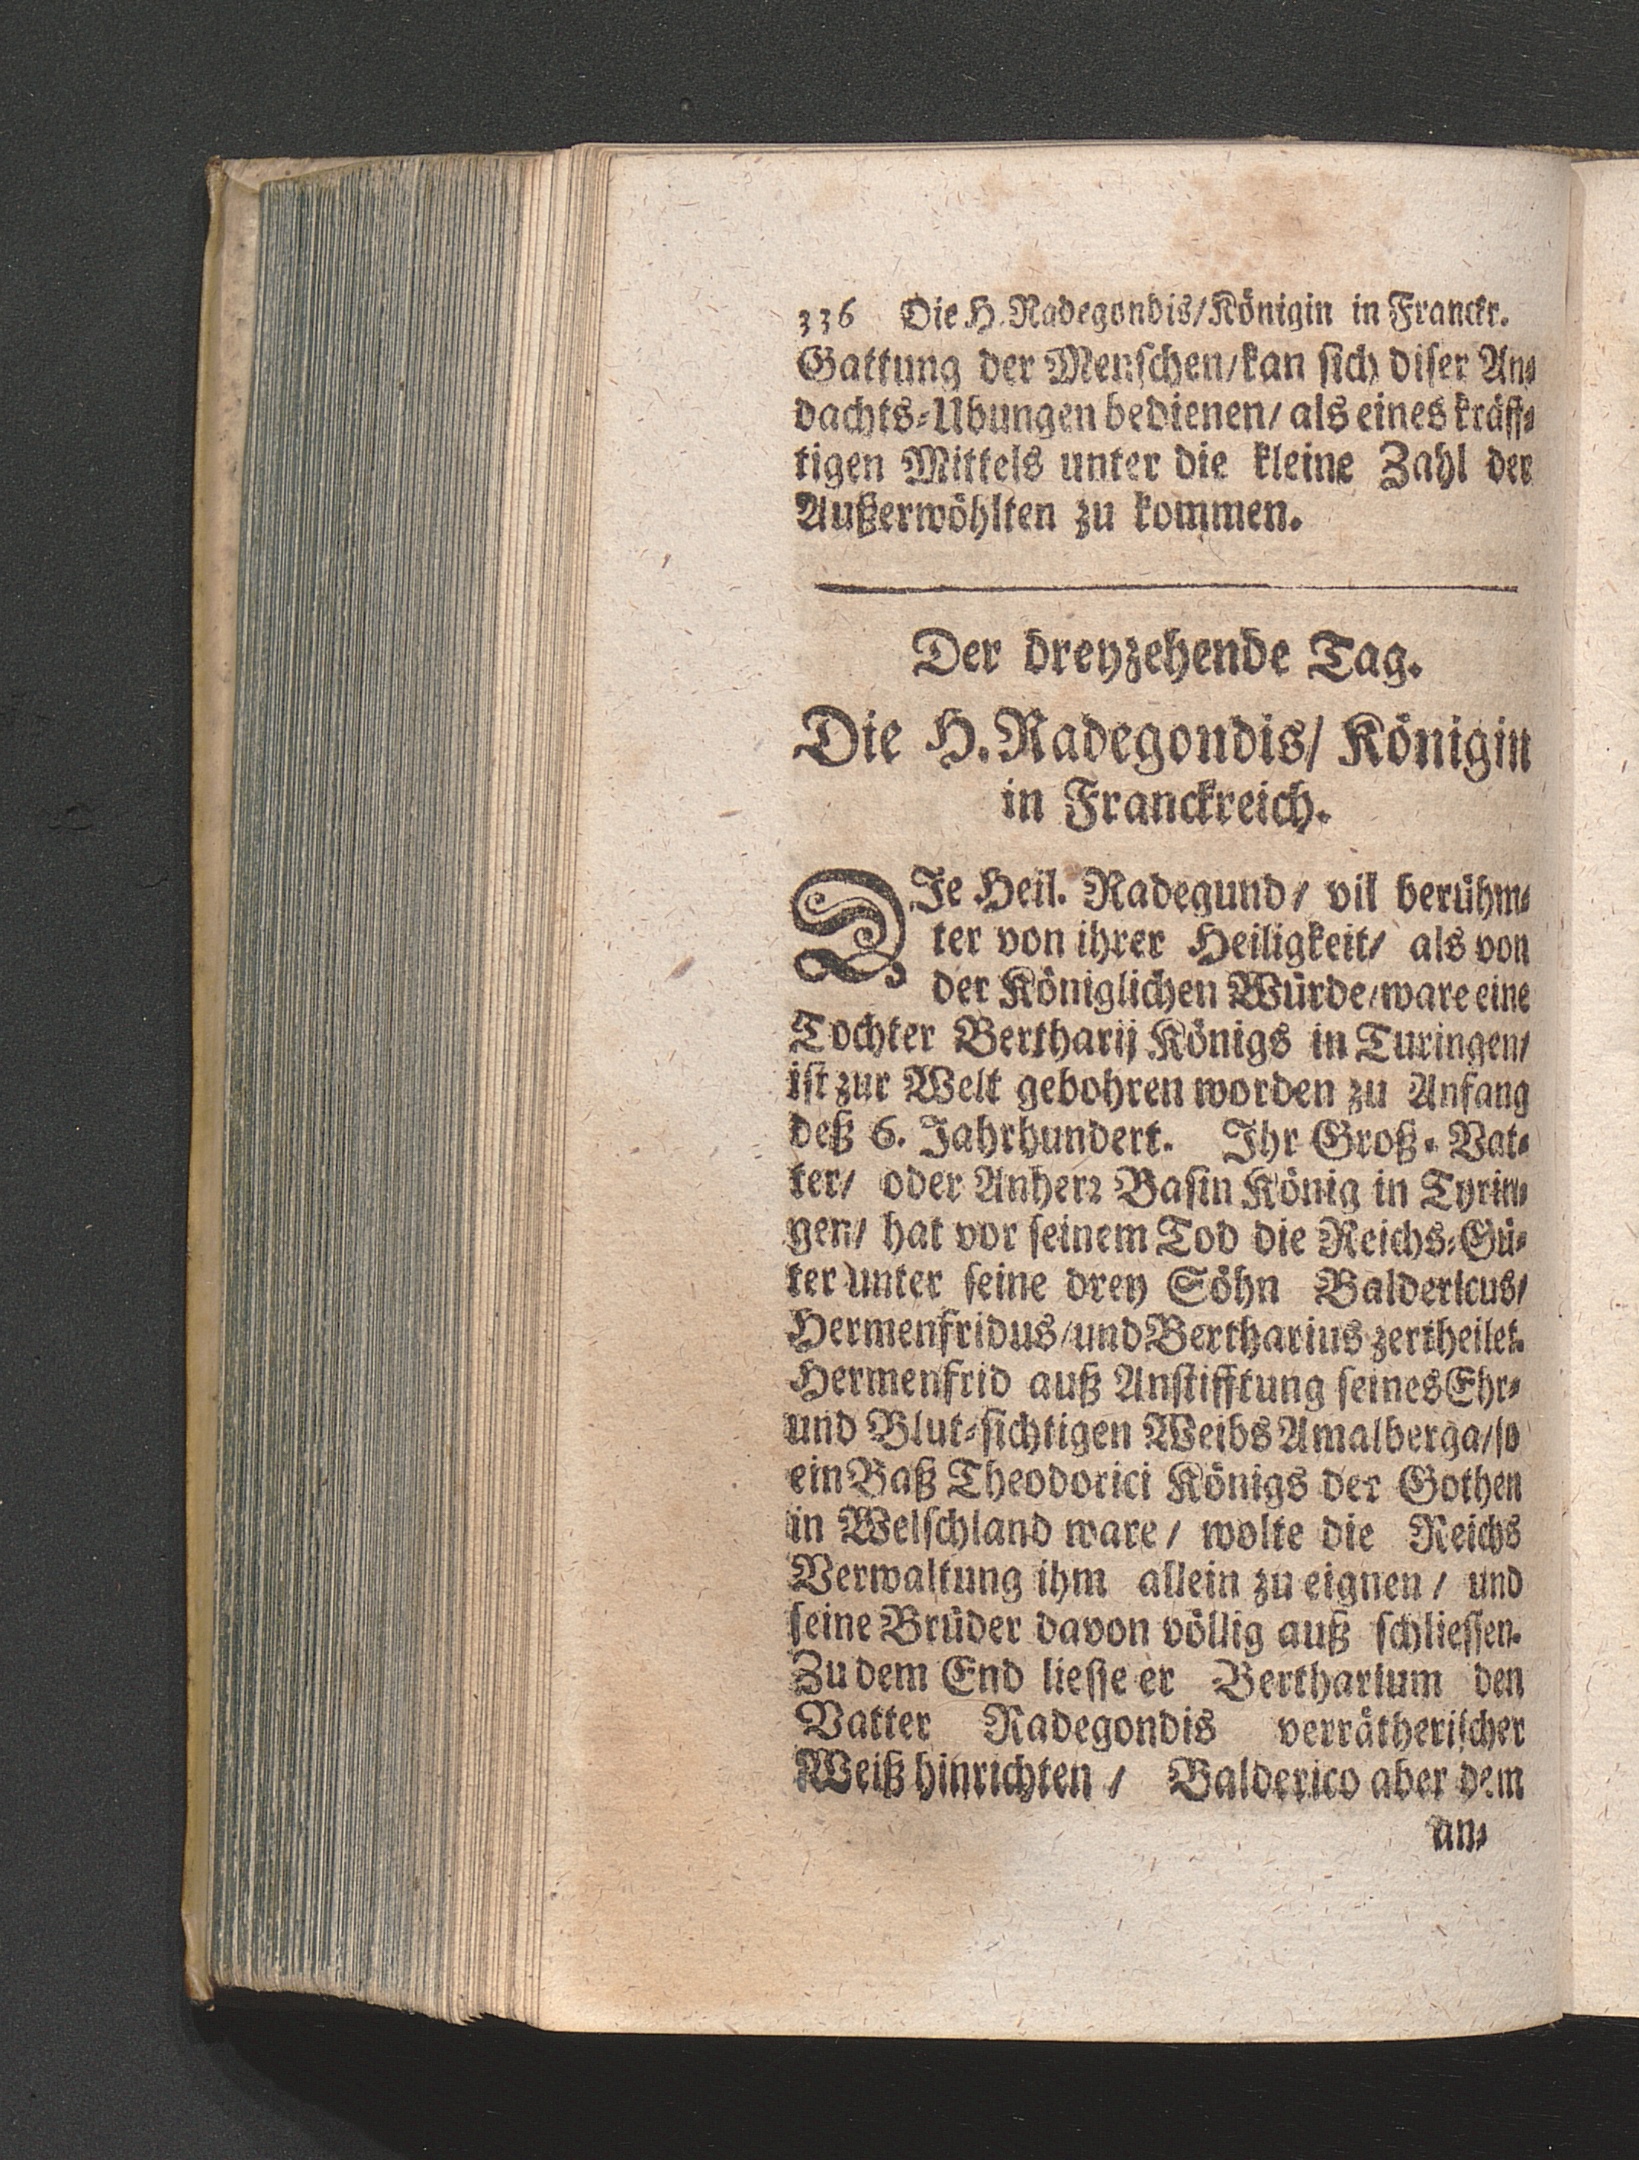 336 Die H. Radegondis/Königin in Franckr.
Gattung der Menschen/kan sich diser An-
dachts-Ubungen bedienen/ als eines kräff-
tigen Mittels unter die kleine Zahl der
Außerwöhlten zu kommen.
Der dreyzehende Tag.
Die H. Radegondis/ Königin
in Franckreich.
DIe Heil. Radegund/ vil berühm-
ter von ihrer Heiligkeit/ als von
der Königlichen Würde/ware eine
Tochter Bertharij Königs in Turingen/
ist zur Welt gebohren worden zu Anfang
deß 6. Jahrhundert. Ihr Groß-Vat-
ter/ oder Anherz Basin König in Tyrin-
gen/ hat vor seinem Tod die Reichs-Gü-
ter unter seine drey Söhn Baldericus/
Hermenfridus/und Bertharius zertheilet.
Hermenfrid auß Anstifftung seines Ehr-
und Blut-sichtigen Weibs Amalberga/so
ein Baß Theodorici Königs der Gothen
in Welschland ware/ wolte die Reichs
Verwaltung ihm allein zu eignen/ und
seine Brüder davon völlig auß schliessen.
Zu dem End liesse er Bertharium den
Vatter Radegondis verrätherischer
Weiß hinrichten/ Balderico aber dem
an-